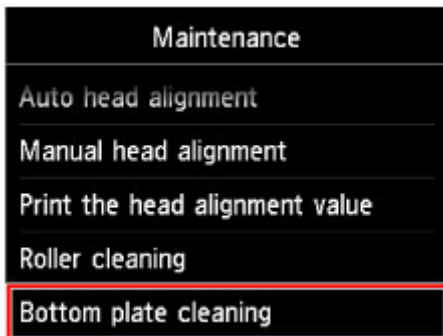 Maintenance
Auto head alignment
Manual head alignment
Print the head alignment value
Roller cleaning
Bottom plate cleaning